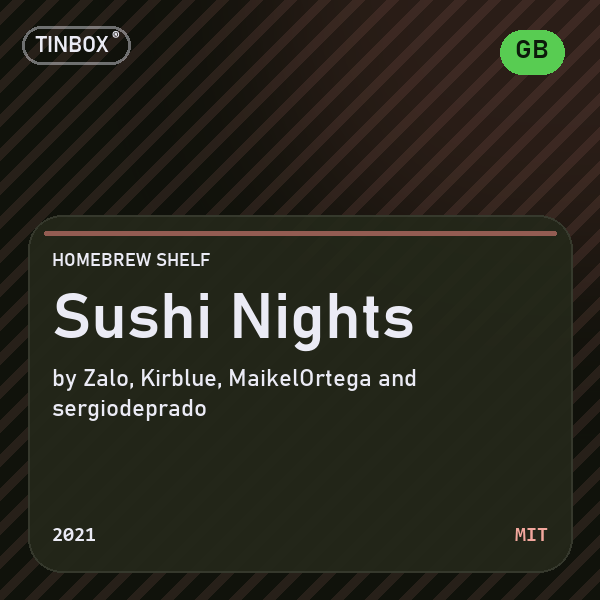 TINBOX®
GB
HOMEBREW SHELF
Sushi Nights
by Zalo, Kirblue, MaikelOrtega and
sergiodeprado
2021
MIT